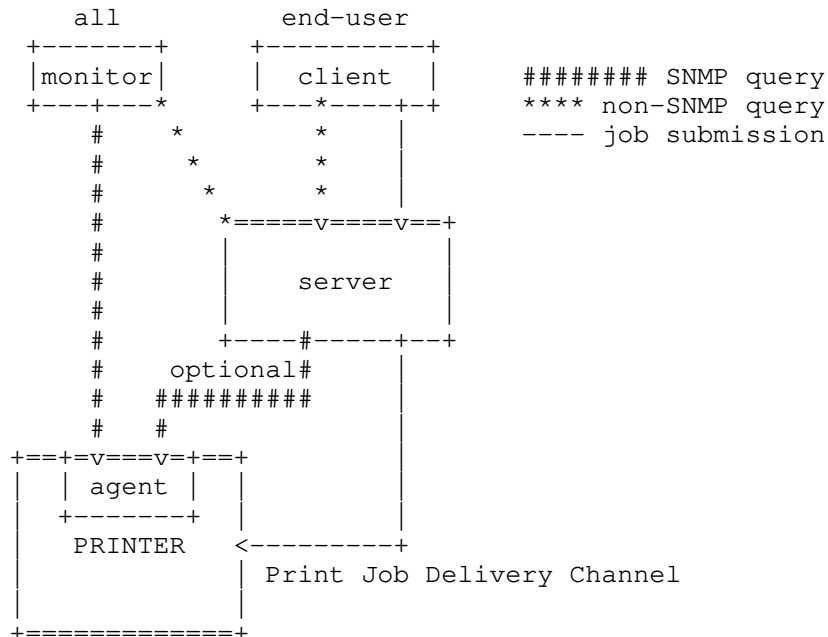 all end-user
monitor client ######## SNMP query
**** non-SNMP query
---- job submission
server
optional
agent
PRINTER
Print Job Delivery Channel